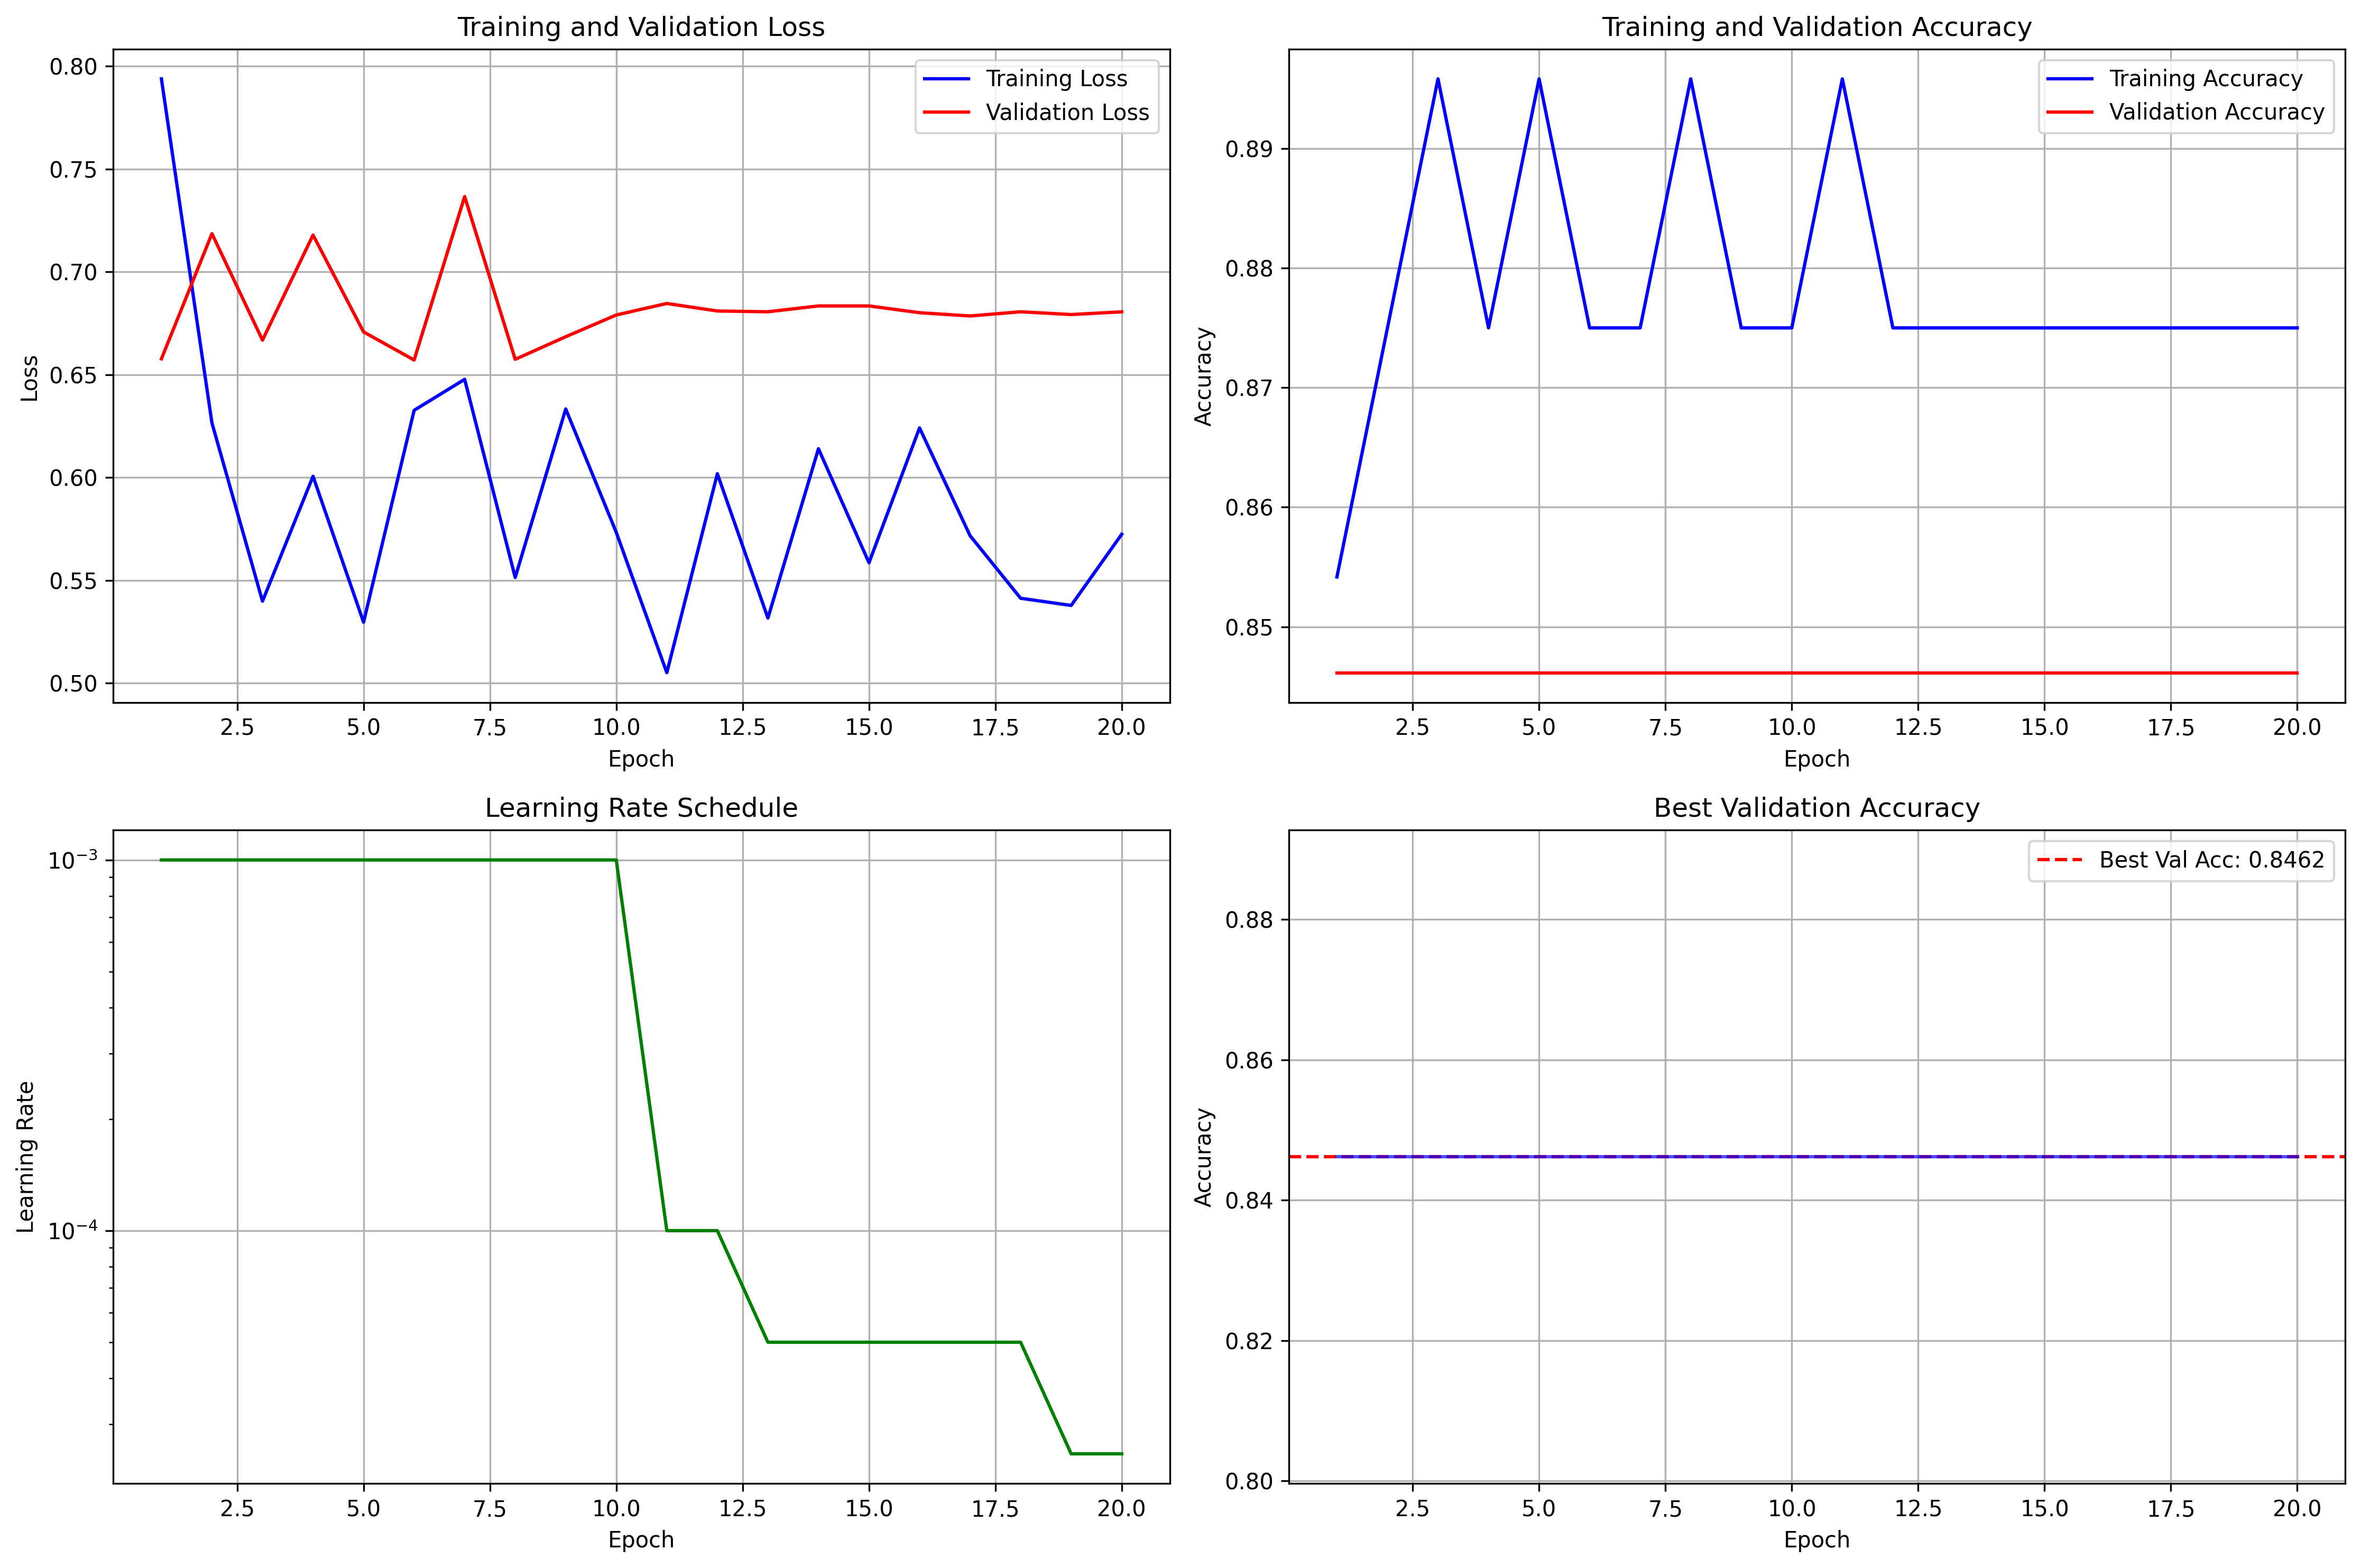 Training and Validation Loss
0.80
0.75
0.70
0.65
0.60
0.55
0.50
Loss
Training Loss
Validation Loss
2.5 5.0 7.5 10.0 12.5 15.0 17.5 20.0
Epoch
Training and Validation Accuracy
0.89
0.88
0.87
0.86
0.85
Accuracy
Training Accuracy
Validation Accuracy
2.5 5.0 7.5 10.0 12.5 15.0 17.5 20.0
Epoch
Learning Rate Schedule
10⁻³
10⁻⁴
Learning Rate
2.5 5.0 7.5 10.0 12.5 15.0 17.5 20.0
Epoch
Best Validation Accuracy
0.88
0.86
0.84
0.82
0.80
Accuracy
Best Val Acc: 0.8462
2.5 5.0 7.5 10.0 12.5 15.0 17.5 20.0
Epoch